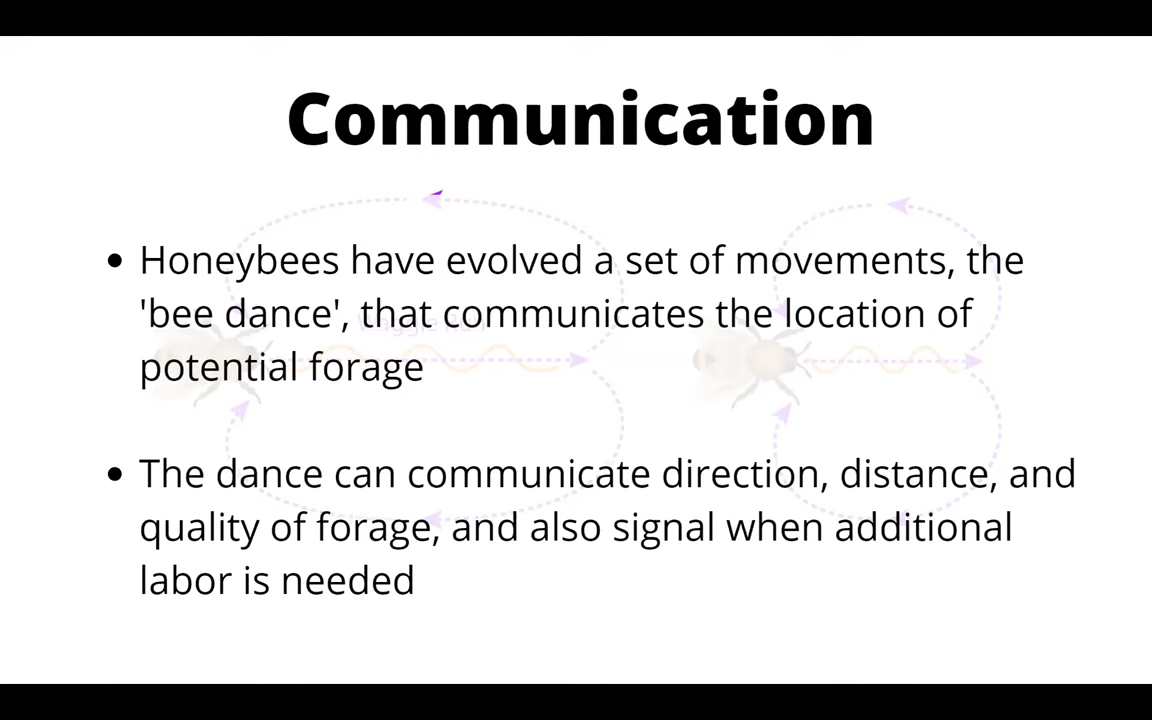 Communication
Honeybees have evolved a set of movements, the
'bee dance', that communicates the location of
potential forage
The dance can communicate direction, distance, and
quality of forage, and also signal when additional
labor is needed